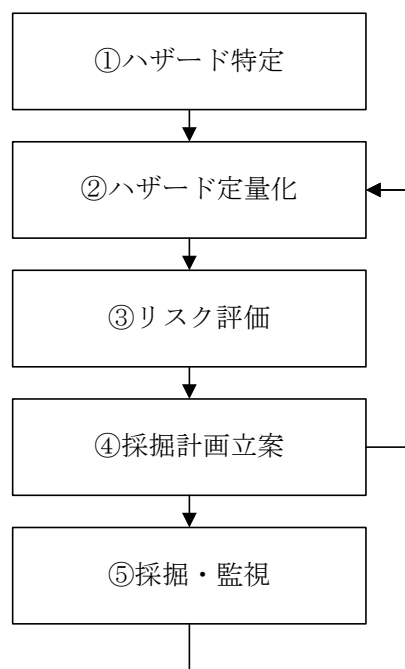 ①ハザード特定
②ハザード定量化
③リスク評価
④採掘計画立案
⑤採掘・監視